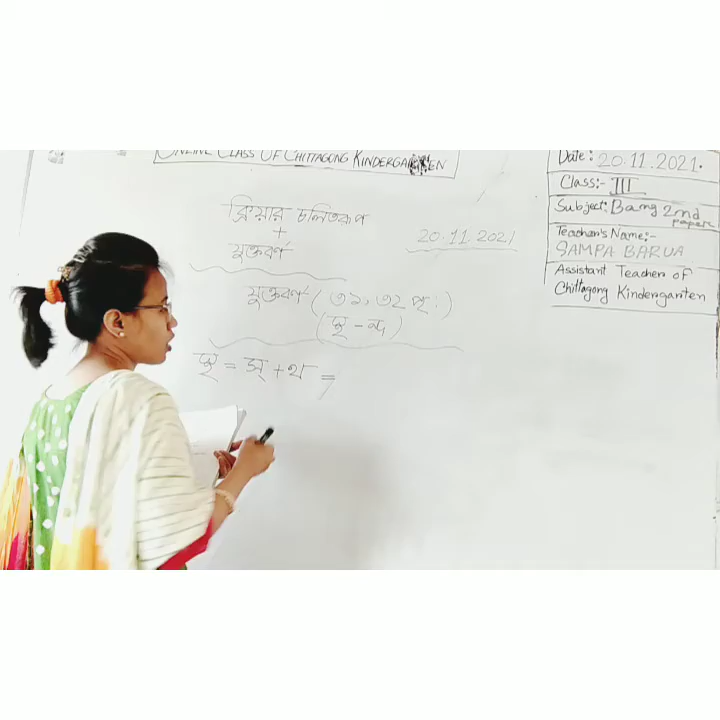 ONLINE CLASS OF CHITTAGONG KINDERGARTEN
ক্রিয়ার চলিতরূপ
+
যুক্তবর্ণ
20.11.2021
যুক্তবর্ণ (৩১, ৩২ পৃ:)
(স্থ - ন্দ)
স্থ = স্ + থ =
Date: 20.11.2021.
Class:- III
Subject: Bang 2nd
paper
Teacher's Name:-
SAMPA BARUA
Assistant Teacher of
Chittagong Kindergarten